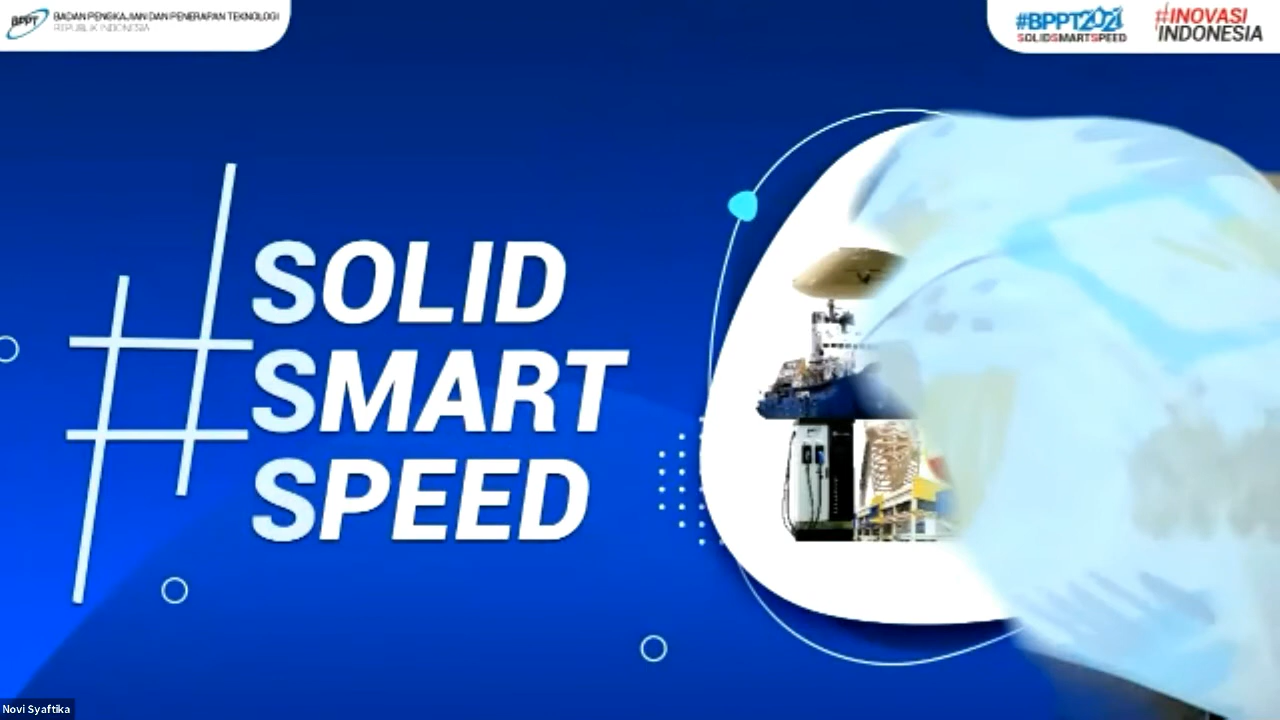 BPPT
BADAN PENGKAJIAN DAN PENERAPAN TEKNOLOGI
REPUBLIK INDONESIA
#BPPT2021
SOLIDSMARTSPEED
#INOVASI
INDONESIA
#SOLID
SMART
SPEED
Novi Syaftika